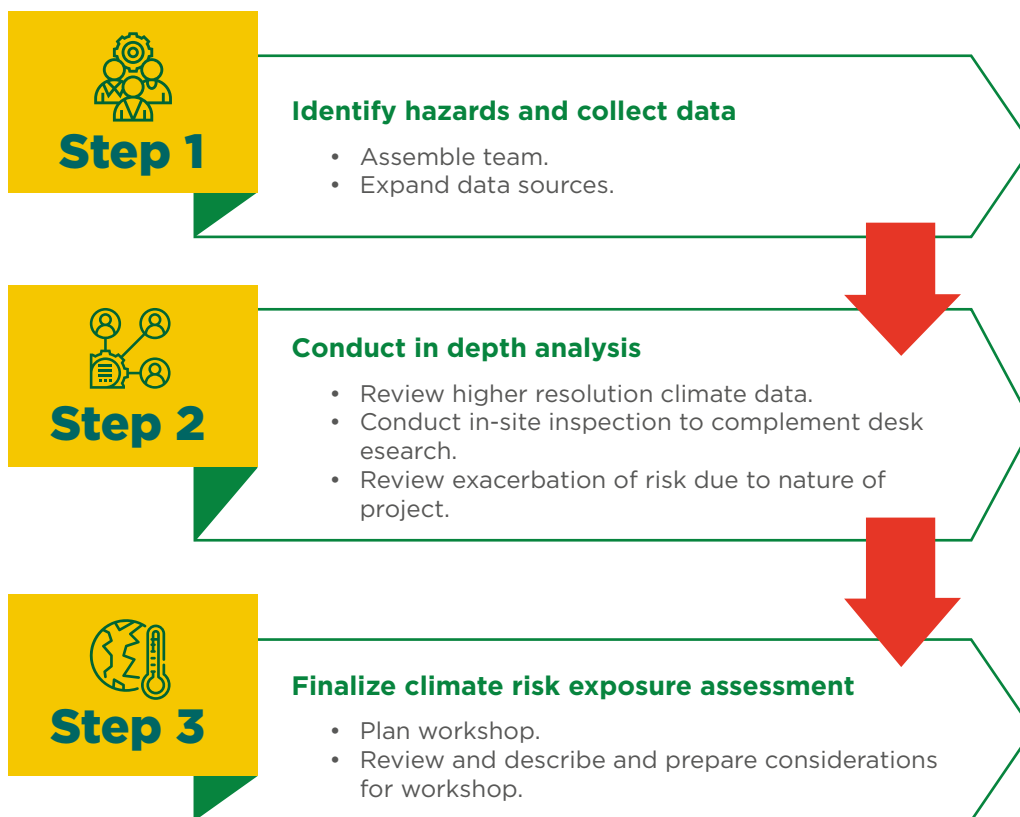 Step 1
Identify hazards and collect data
• Assemble team.
• Expand data sources.
Step 2
Conduct in depth analysis
• Review higher resolution climate data.
• Conduct in-site inspection to complement desk
esearch.
• Review exacerbation of risk due to nature of
project.
Step 3
Finalize climate risk exposure assessment
• Plan workshop.
• Review and describe and prepare considerations
for workshop.